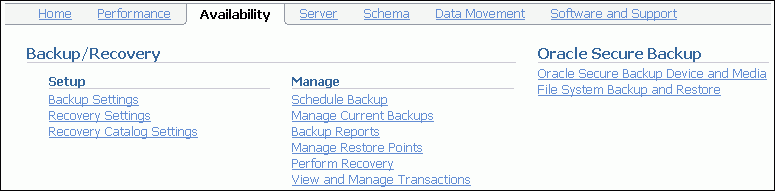 Home Performance Availability Server Schema Data Movement Software and Support
Backup/Recovery
Setup
Backup Settings
Recovery Settings
Recovery Catalog Settings
Manage
Schedule Backup
Manage Current Backups
Backup Reports
Manage Restore Points
Perform Recovery
View and Manage Transactions
Oracle Secure Backup
Oracle Secure Backup Device and Media
File System Backup and Restore